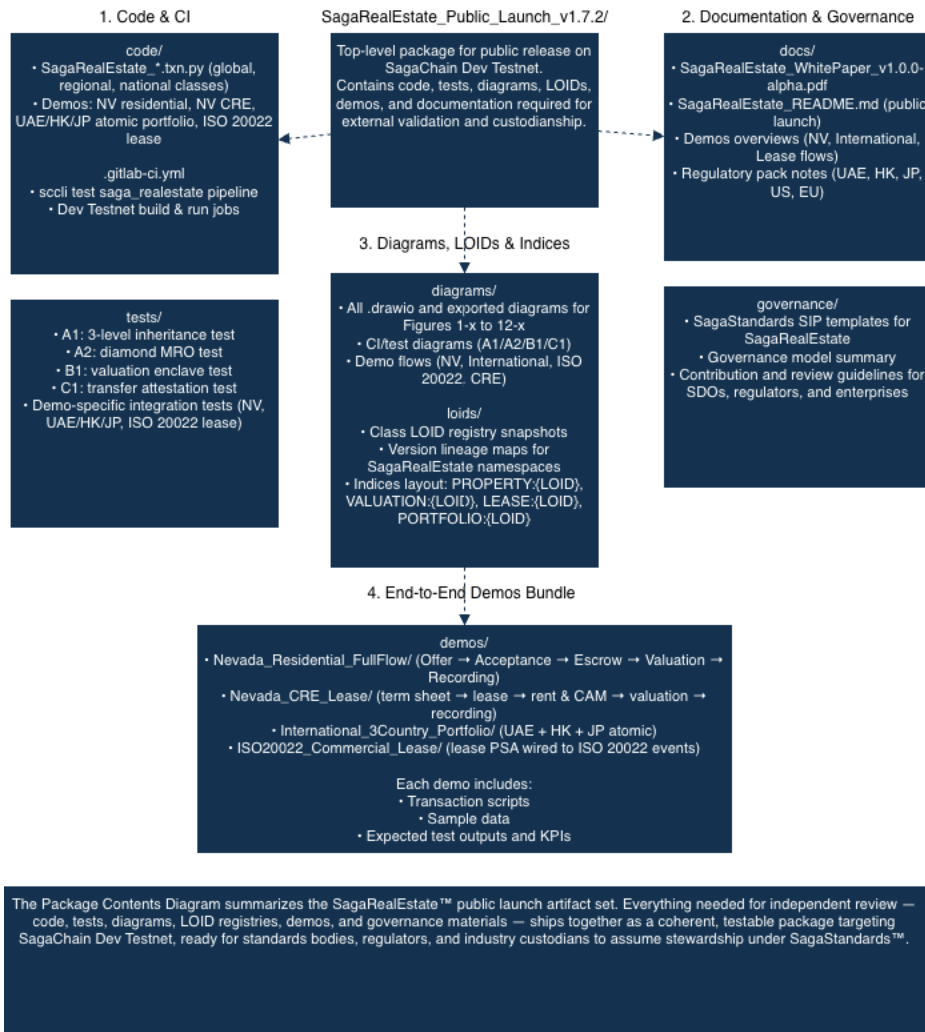 1. Code & CI
code/
• SagaRealEstate_*.txn.py (global,
regional, national classes)
• Demos: NV residential, NV CRE,
UAE/HK/JP atomic portfolio, ISO 20022
lease
.gitlab-ci.yml
• sccli test saga_realestate pipeline
• Dev Testnet build & run jobs
tests/
• A1: 3-level inheritance test
• A2: diamond MRO test
• B1: valuation enclave test
• C1: transfer attestation test
• Demo-specific integration tests (NV,
UAE/HK/JP, ISO 20022 lease)
SagaRealEstate_Public_Launch_v1.7.2/
Top-level package for public release on
SagaChain Dev Testnet.
Contains code, tests, diagrams, LOIDs,
demos, and documentation required for
external validation and custodianship.
2. Documentation & Governance
docs/
• SagaRealEstate_WhitePaper_v1.0.0-
alpha.pdf
• SagaRealEstate_README.md (public
launch)
• Demos overviews (NV, International,
Lease flows)
• Regulatory pack notes (UAE, HK, JP,
US, EU)
governance/
• SagaStandards SIP templates for
SagaRealEstate
• Governance model summary
• Contribution and review guidelines for
SDOs, regulators, and enterprises
3. Diagrams, LOIDs & Indices
diagrams/
• All .drawio and exported diagrams for
Figures 1-x to 12-x
• CI/test diagrams (A1/A2/B1/C1)
• Demo flows (NV, International, ISO
20022, CRE)
loids/
• Class LOID registry snapshots
• Version lineage maps for
SagaRealEstate namespaces
• Indices layout: PROPERTY:{LOID},
VALUATION:{LOID}, LEASE:{LOID},
PORTFOLIO:{LOID}
4. End-to-End Demos Bundle
demos/
• Nevada_Residential_FullFlow/ (Offer → Acceptance → Escrow → Valuation →
Recording)
• Nevada_CRE_Lease/ (term sheet → lease → rent & CAM → valuation →
recording)
• International_3Country_Portfolio/ (UAE + HK + JP atomic)
• ISO20022_Commercial_Lease/ (lease PSA wired to ISO 20022 events)
Each demo includes:
• Transaction scripts
• Sample data
• Expected test outputs and KPIs
The Package Contents Diagram summarizes the SagaRealEstate™ public launch artifact set. Everything needed for independent review —
code, tests, diagrams, LOID registries, demos, and governance materials — ships together as a coherent, testable package targeting
SagaChain Dev Testnet, ready for standards bodies, regulators, and industry custodians to assume stewardship under SagaStandards™.